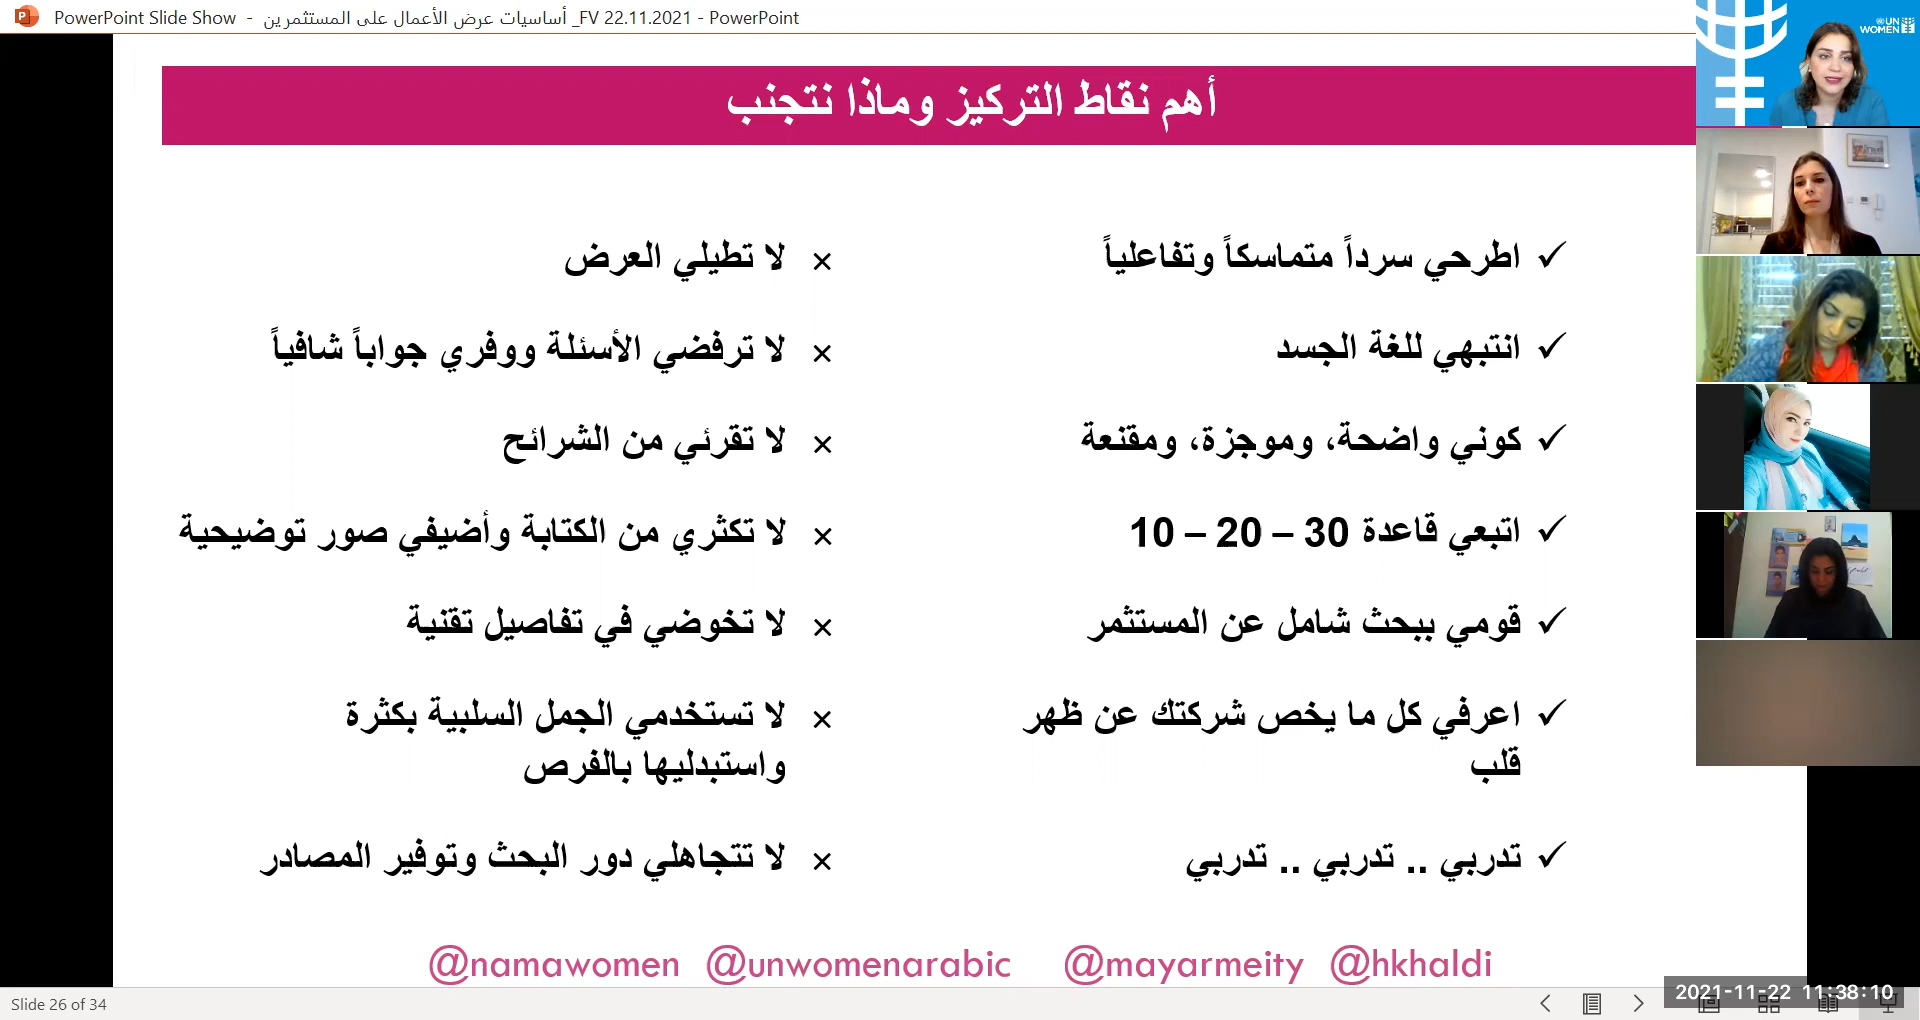 PowerPoint Slide Show - أساسيات عرض الأعمال على المستثمرين _FV 22.11.2021 - PowerPoint
UN
WOMEN
أهم نقاط التركيز وماذا نتجنب
✓ اطرحي سرداً متماسكاً وتفاعلياً
✓ انتبهي للغة الجسد
✓ كوني واضحة، وموجزة، ومقنعة
✓ اتبعي قاعدة 30 – 20 – 10
✓ قومي ببحث شامل عن المستثمر
✓ اعرفي كل ما يخص شركتك عن ظهر
قلب
✓ تدربي .. تدربي .. تدربي
× لا تطيلي العرض
× لا ترفضي الأسئلة ووفري جواباً شافياً
× لا تقرئي من الشرائح
× لا تكثري من الكتابة وأضيفي صور توضيحية
× لا تخوضي في تفاصيل تقنية
× لا تستخدمي الجمل السلبية بكثرة
واستبدليها بالفرص
× لا تتجاهلي دور البحث وتوفير المصادر
@namawomen @unwomenarabic @mayarmeity @hkhaldi
Slide 26 of 34
2021-11-22 11:38:10